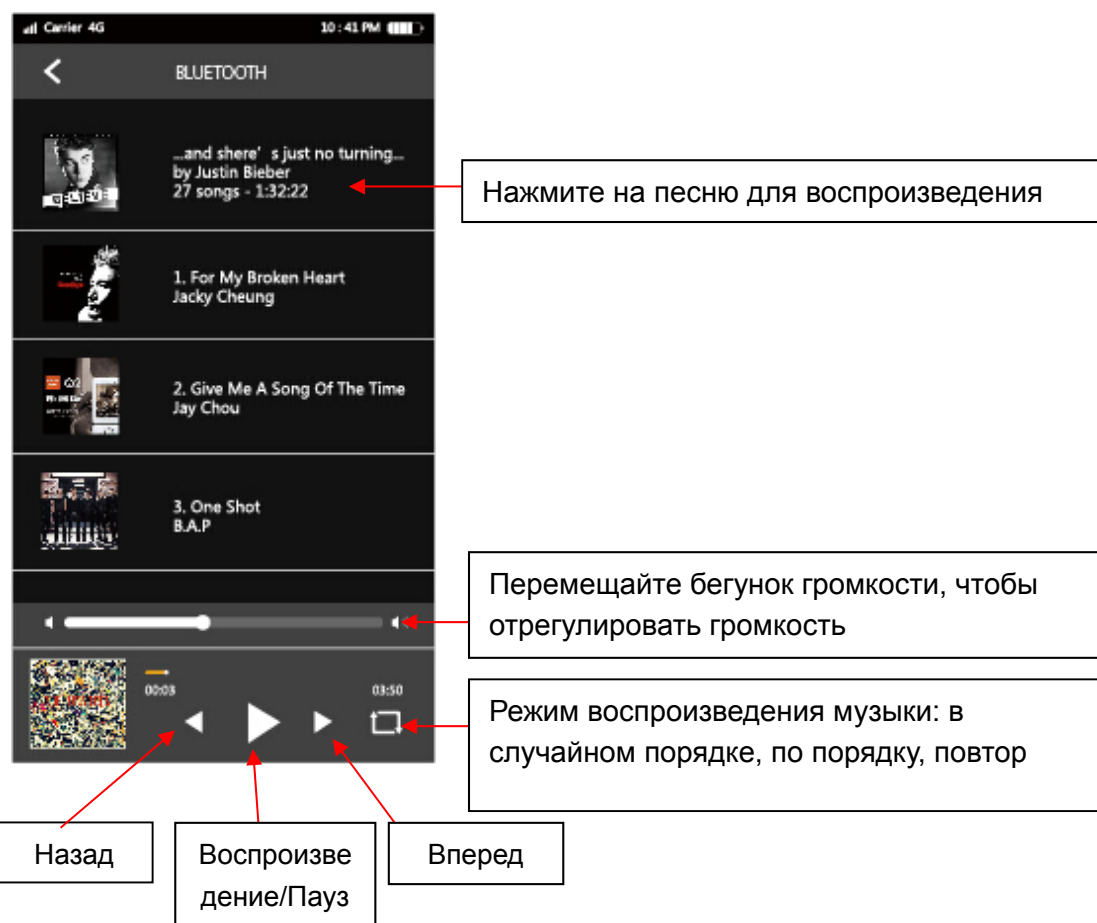 Carrier 4G 10:41 PM
BLUETOOTH
...and shere's just no turning...
by Justin Bieber
27 songs - 1:32:22
Нажмите на песню для воспроизведения
1. For My Broken Heart
Jacky Cheung
2. Give Me A Song Of The Time
Jay Chou
3. One Shot
B.A.P
Перемещайте бегунок громкости, чтобы
отрегулировать громкость
00:03 03:50
Режим воспроизведения музыки: в
случайном порядке, по порядку, повтор
Назад
Воспроизве
дение/Пауз
Вперед